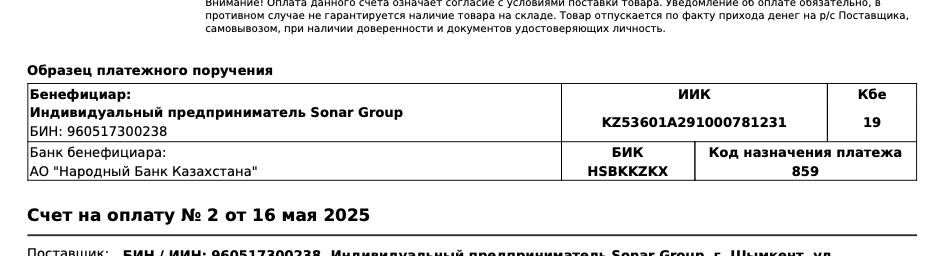 Внимание! Оплата данного счета означает согласие с условиями поставки товара. Уведомление об оплате обязательно, в
противном случае не гарантируется наличие товара на складе. Товар отпускается по факту прихода денег на р/с Поставщика,
самовывозом, при наличии доверенности и документов удостоверяющих личность.
Образец платежного поручения
Бенефициар: ИИК Кбе
Индивидуальный предприниматель Sonar Group
KZ53601A291000781231 19
БИН: 960517300238
Банк бенефициара: БИК Код назначения платежа
АО "Народный Банк Казахстана" HSBKKZKX 859
Счет на оплату № 2 от 16 мая 2025
Поставщик: БИН / ИИН: 960517300238, Индивидуальный предприниматель Sonar Group, г. Шымкент, ул.